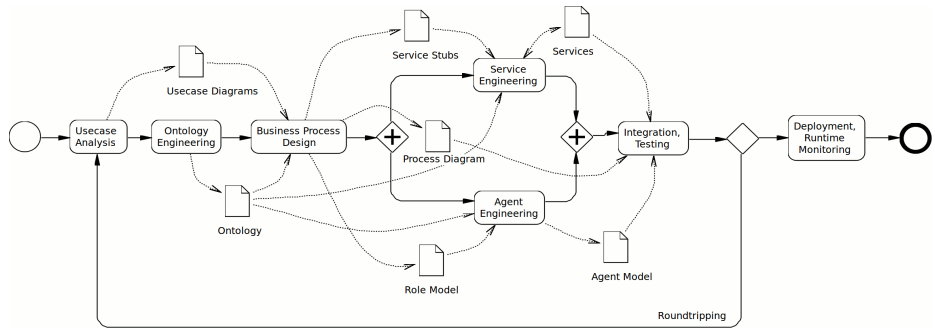 Service Stubs
Services
Service
Engineering
Usecase Diagrams
Usecase
Analysis
Ontology
Engineering
Business Process
Design
Process Diagram
Integration,
Testing
Deployment,
Runtime
Monitoring
Ontology
Agent
Engineering
Role Model
Agent Model
Roundtripping